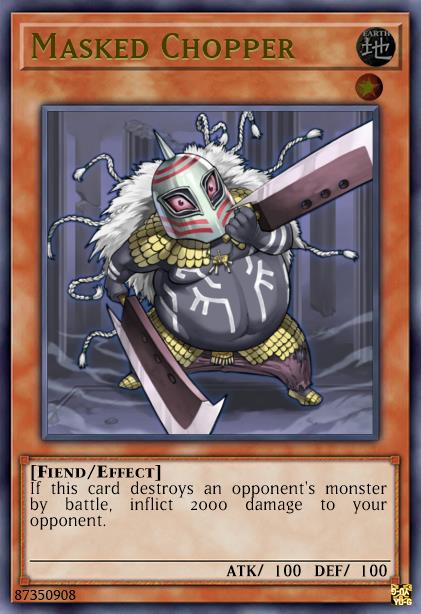 MASKED CHOPPER
EARTH
地
[FIEND/EFFECT]
If this card destroys an opponent's monster
by battle, inflict 2000 damage to your
opponent.
ATK/ 100 DEF/ 100
87350908